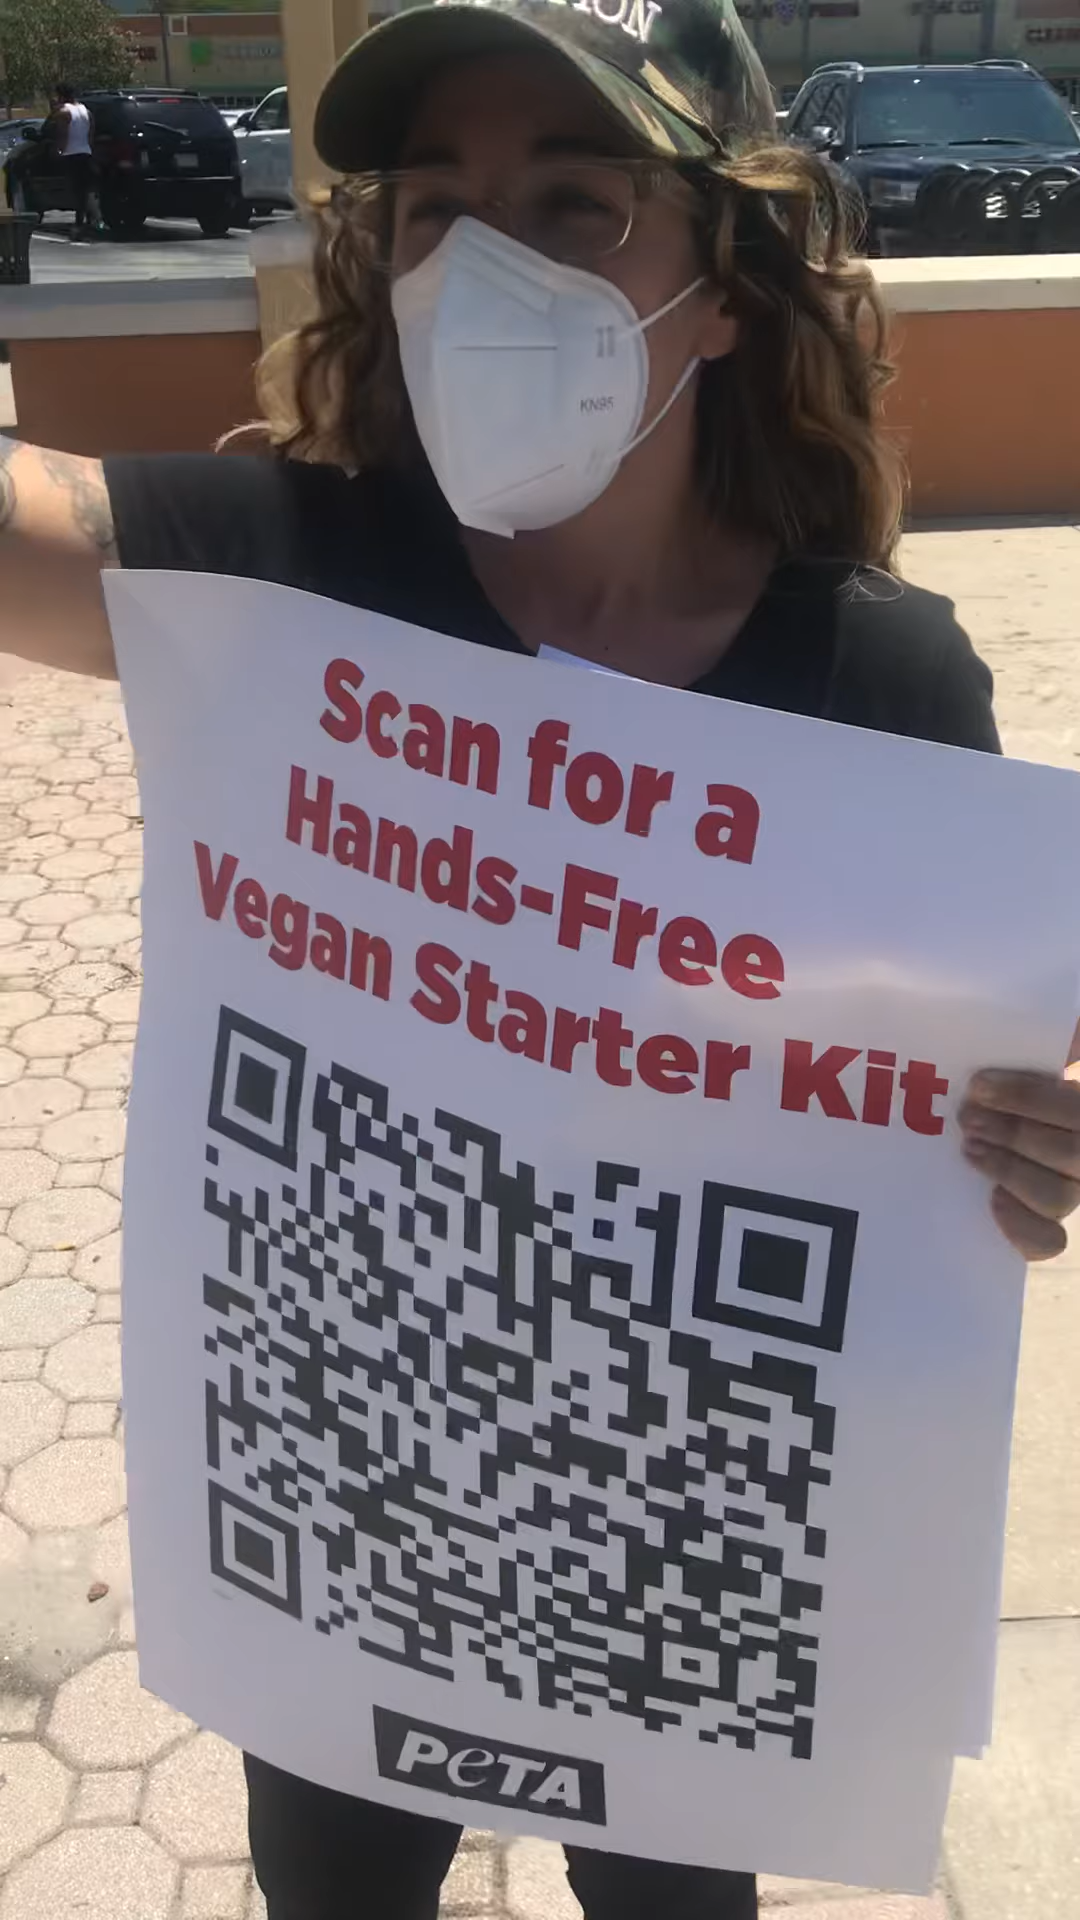 KN95
Scan for a
Hands-Free
Vegan Starter Kit
PeTA